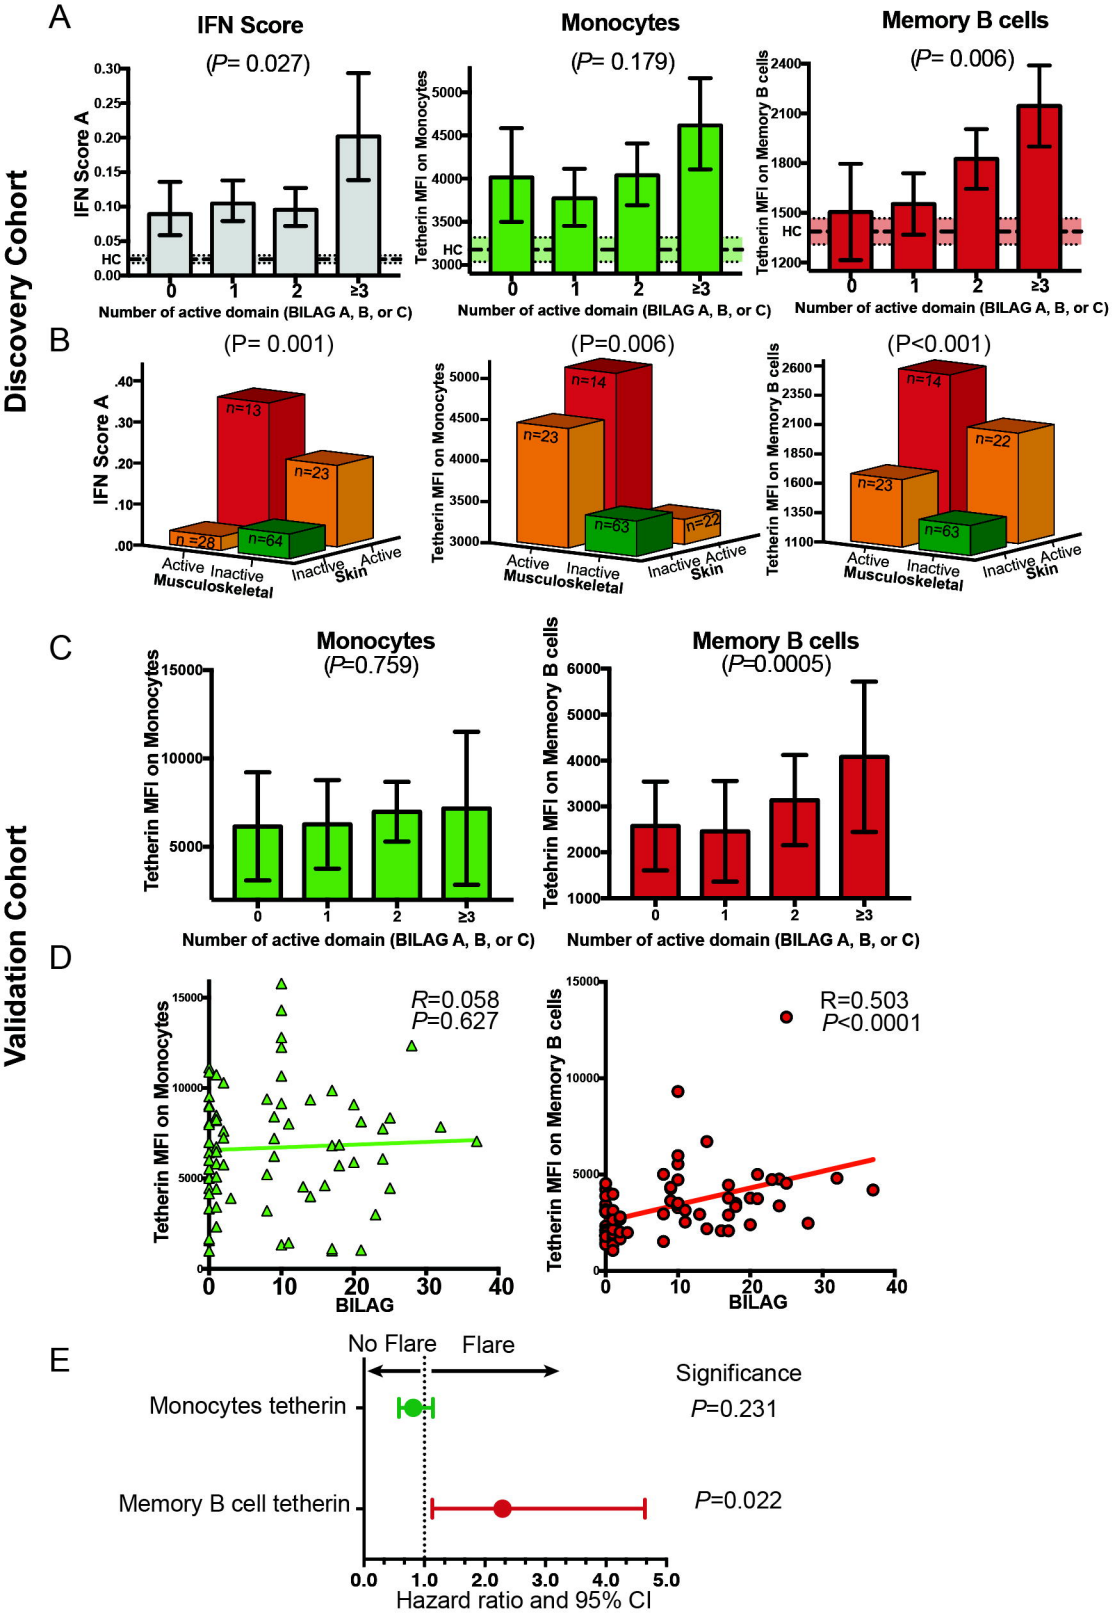 A
IFN Score
(P= 0.027)
Monocytes
(P= 0.179)
Memory B cells
(P= 0.006)
Discovery Cohort
IFN Score A
0.30
0.25
0.20
0.15
0.10
0.05
HC
0.00
0 1 2 ≥3
Number of active domain (BILAG A, B, or C)
Tetherin MFI on Monocytes
5000
4500
4000
3500
HC
3000
0 1 2 ≥3
Number of active domain (BILAG A, B, or C)
Tetherin MFI on Memory B cells
2400
2100
1800
1500
HC
1200
0 1 2 ≥3
Number of active domain (BILAG A, B, or C)
B
(P= 0.001)
IFN Score A
.40
.30
.20
.10
.00
n=13
n=23
n =28
n=64
Active Inactive
Musculoskeletal
Inactive Active
Skin
(P=0.006)
Tetherin MFI on Monocytes
5000
4500
4000
3500
3000
n=14
n=23
n=63
n=22
Active Inactive
Musculoskeletal
Inactive Active
Skin
(P<0.001)
Tetherin MFI on Memory B cells
2600
2350
2100
1850
1600
1350
1100
n=14
n=22
n=23
n=63
Active Inactive
Musculoskeletal
Inactive Active
Skin
Validation Cohort
C
Monocytes
(P=0.759)
Tetherin MFI on Monocytes
15000
10000
5000
0 1 2 ≥3
Number of active domain (BILAG A, B, or C)
Memory B cells
(P=0.0005)
Tetehrin MFI on Memeory B cells
6000
5000
4000
3000
2000
1000
0 1 2 ≥3
Number of active domain (BILAG A, B, or C)
D
Tetherin MFI on Monocytes
R=0.058
P=0.627
15000
10000
5000
0
0 10 20 30 40
BILAG
Tetherin MFI on Memory B cells
R=0.503
P<0.0001
15000
10000
5000
0
0 10 20 30 40
BILAG
E
No Flare Flare
Significance
Monocytes tetherin
P=0.231
Memory B cell tetherin
P=0.022
0.0 1.0 2.0 3.0 4.0 5.0
Hazard ratio and 95% CI